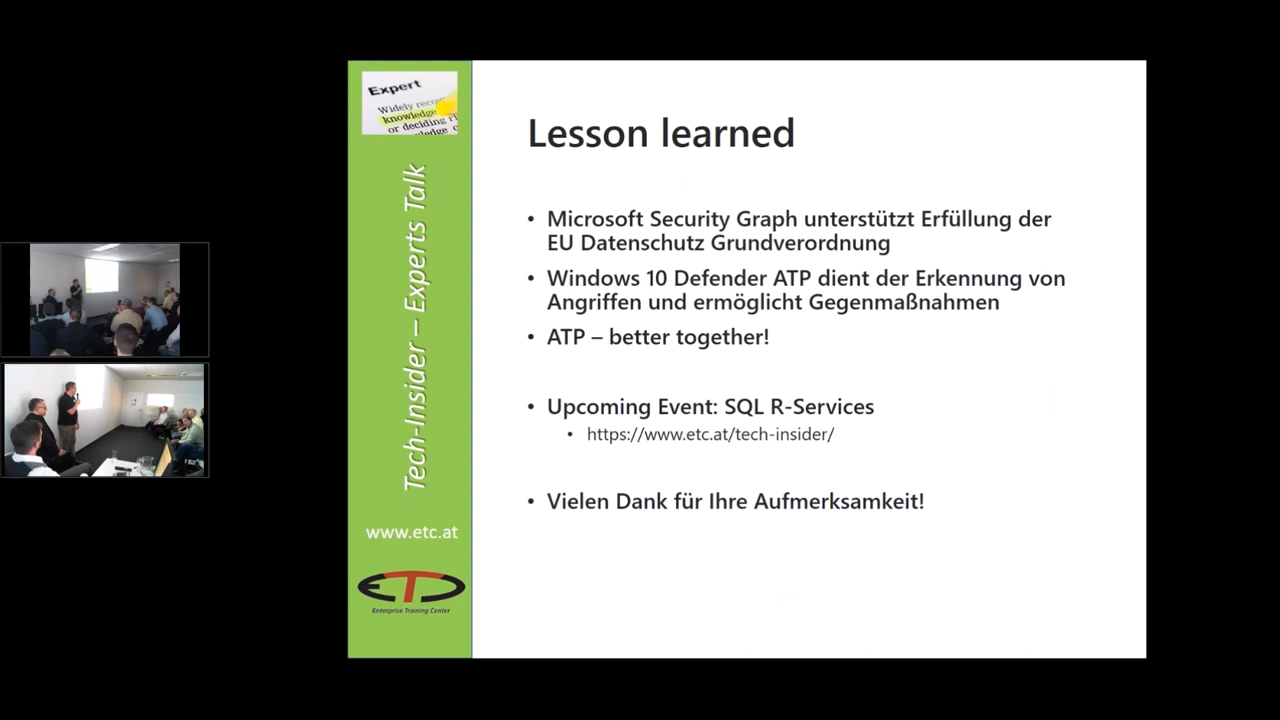 Expert
Widely reco
knowledge
or deciding ri
Tech-Insider – Experts Talk
www.etc.at
ETC
Enterprise Training Center
Lesson learned
• Microsoft Security Graph unterstützt Erfüllung der
EU Datenschutz Grundverordnung
• Windows 10 Defender ATP dient der Erkennung von
Angriffen und ermöglicht Gegenmaßnahmen
• ATP – better together!
• Upcoming Event: SQL R-Services
• https://www.etc.at/tech-insider/
• Vielen Dank für Ihre Aufmerksamkeit!